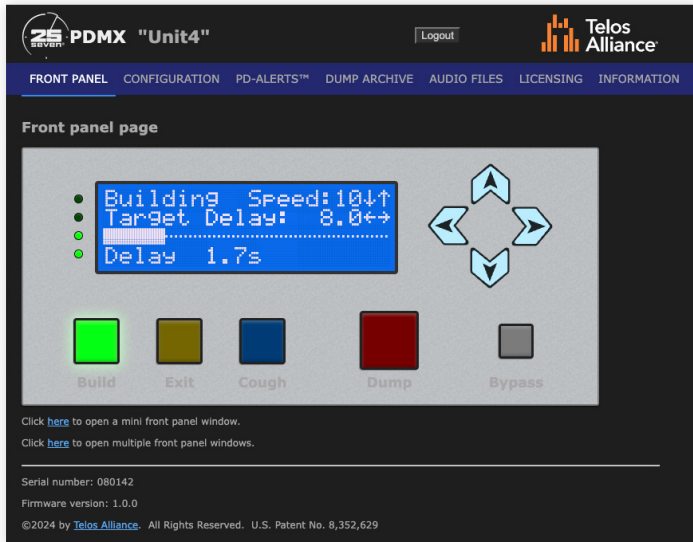 25 SEVEN PDMX "Unit4"
Logout
Telos Alliance
FRONT PANEL CONFIGURATION PD-ALERTS™ DUMP ARCHIVE AUDIO FILES LICENSING INFORMATION
Front panel page
Building Speed:10↓↑
Target Delay: 8.0←→
Delay 1.7s
Build Exit Cough Dump Bypass
Click here to open a mini front panel window.
Click here to open multiple front panel windows.
Serial number: 080142
Firmware version: 1.0.0
©2024 by Telos Alliance. All Rights Reserved. U.S. Patent No. 8,352,629